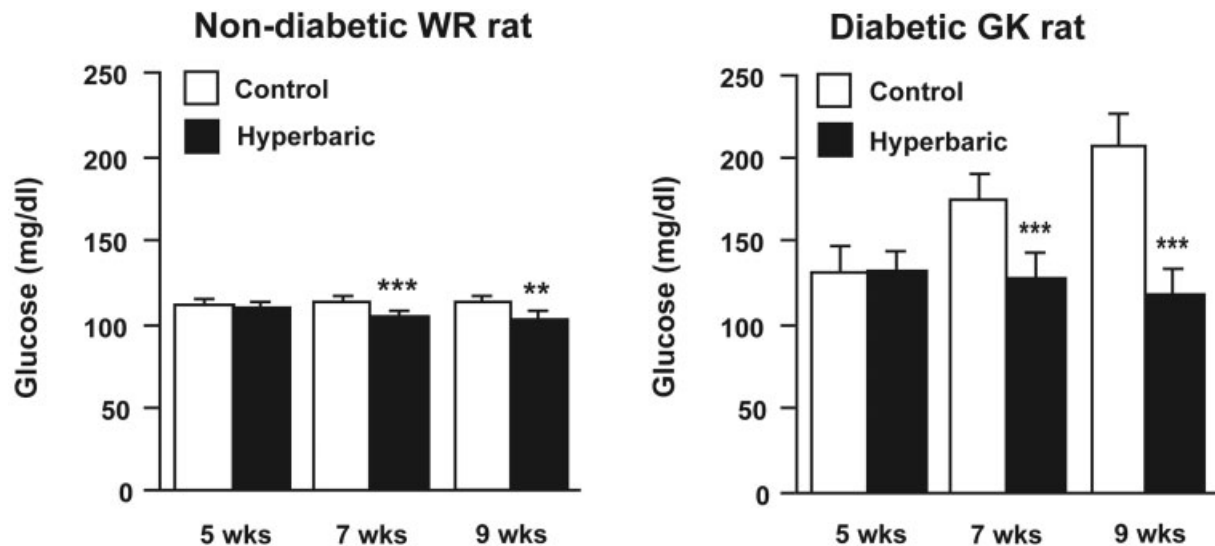 Non-diabetic WR rat
250
200
150
100
50
0
Glucose (mg/dl)
Control
Hyperbaric
***
**
5 wks
7 wks
9 wks
Diabetic GK rat
250
200
150
100
50
0
Glucose (mg/dl)
Control
Hyperbaric
***
***
5 wks
7 wks
9 wks